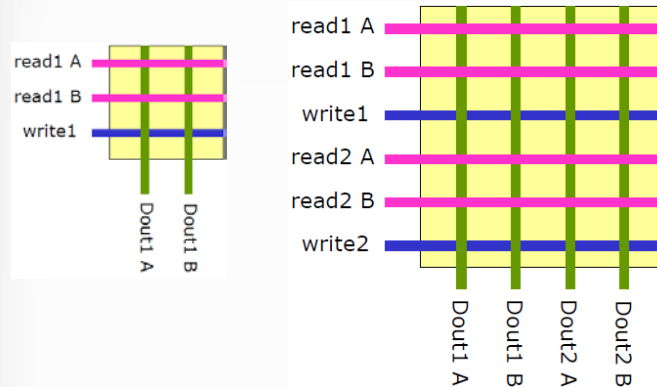 read1 A
read1 B
write1
Dout1 A
Dout1 B
read1 A
read1 B
write1
read2 A
read2 B
write2
Dout1 A
Dout1 B
Dout2 A
Dout2 B